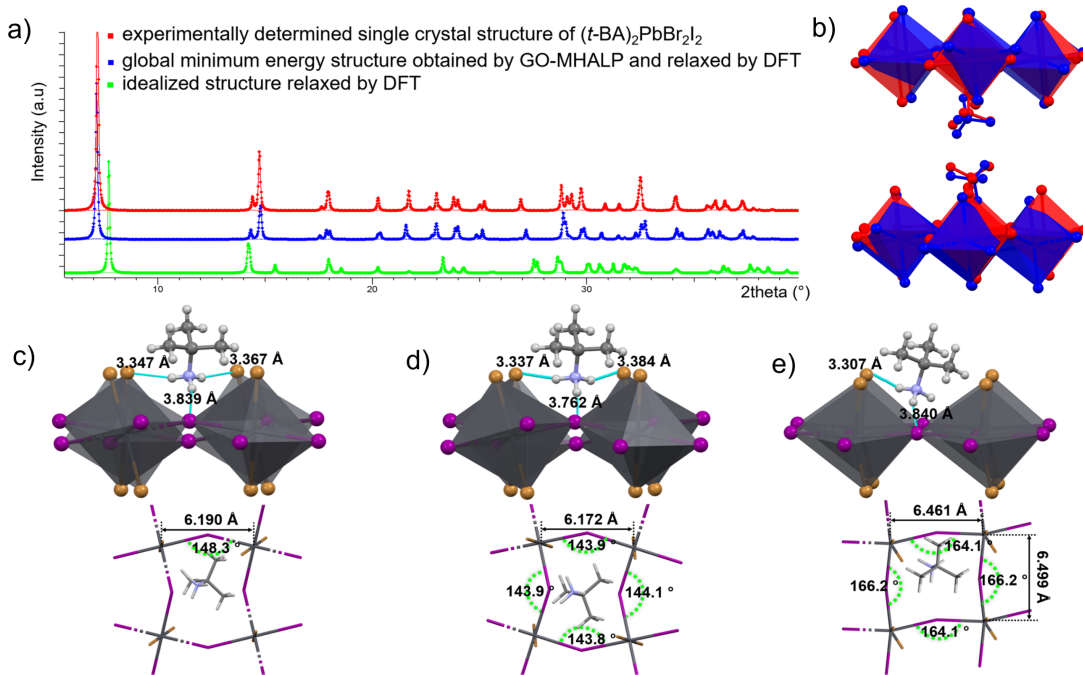 a)
experimentally determined single crystal structure of (t-BA)₂PbBr₂I₂
global minimum energy structure obtained by GO-MHALP and relaxed by DFT
idealized structure relaxed by DFT
Intensity (a.u)
10
20
30
2theta (°)
b)
c)
3.347 Å
3.367 Å
3.839 Å
6.190 Å
148.3 °
d)
3.337 Å
3.384 Å
3.762 Å
6.172 Å
143.9 °
143.9 °
144.1 °
143.8 °
e)
3.307 Å
3.840 Å
6.461 Å
164.1 °
166.2 °
166.2 °
6.499 Å
164.1 °